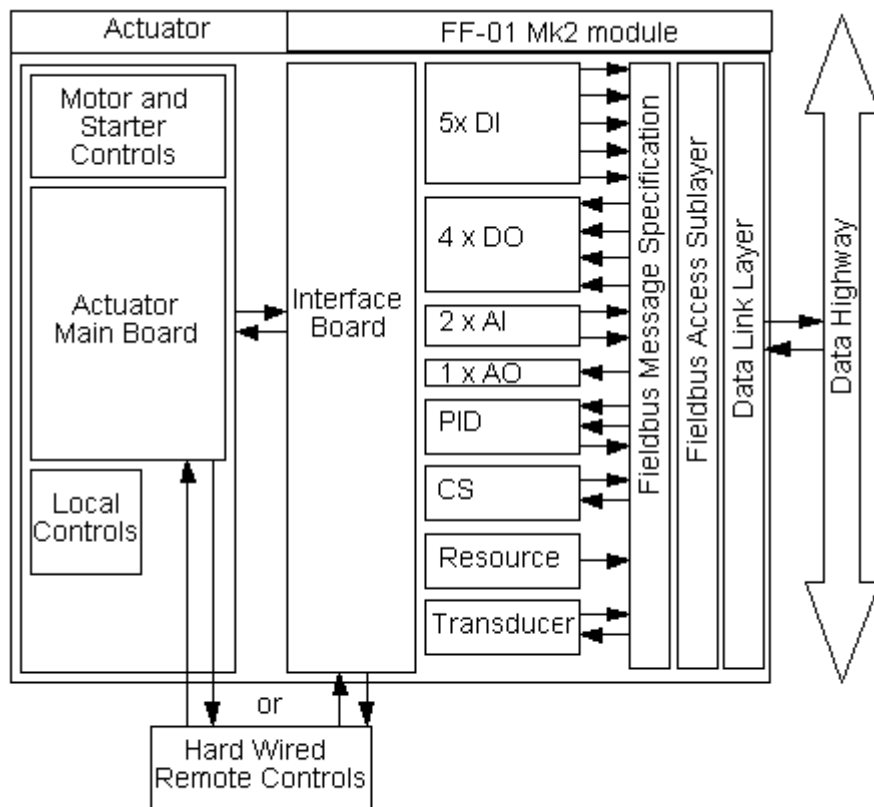 Actuator
FF-01 Mk2 module
Motor and
Starter
Controls
Actuator
Main Board
Local
Controls
Interface
Board
5x DI
4 x DO
2 x AI
1 x AO
PID
CS
Resource
Transducer
Fieldbus Message Specification
Fieldbus Access Sublayer
Data Link Layer
Data Highway
or
Hard Wired
Remote Controls